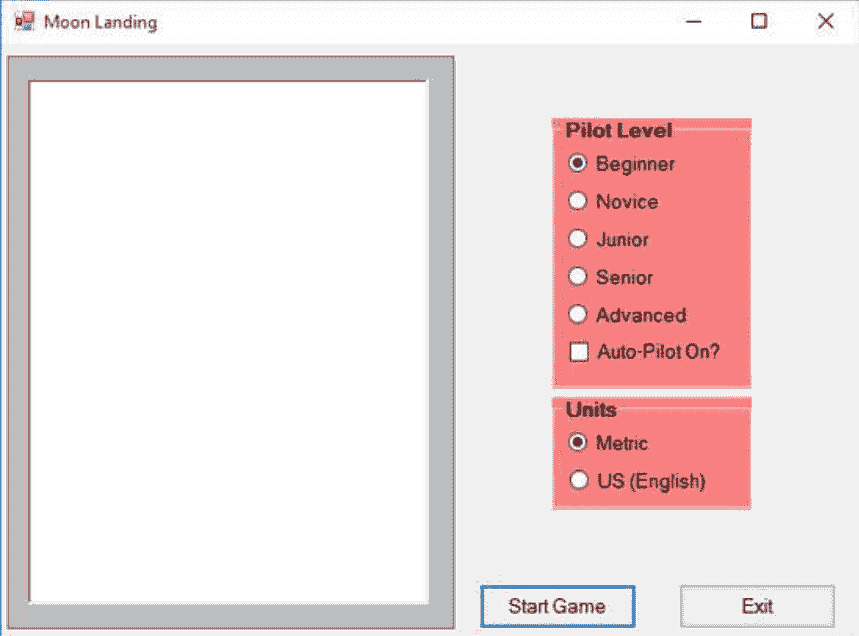 Moon Landing
Pilot Level
Beginner
Novice
Junior
Senior
Advanced
Auto-Pilot On?
Units
Metric
US (English)
Start Game
Exit